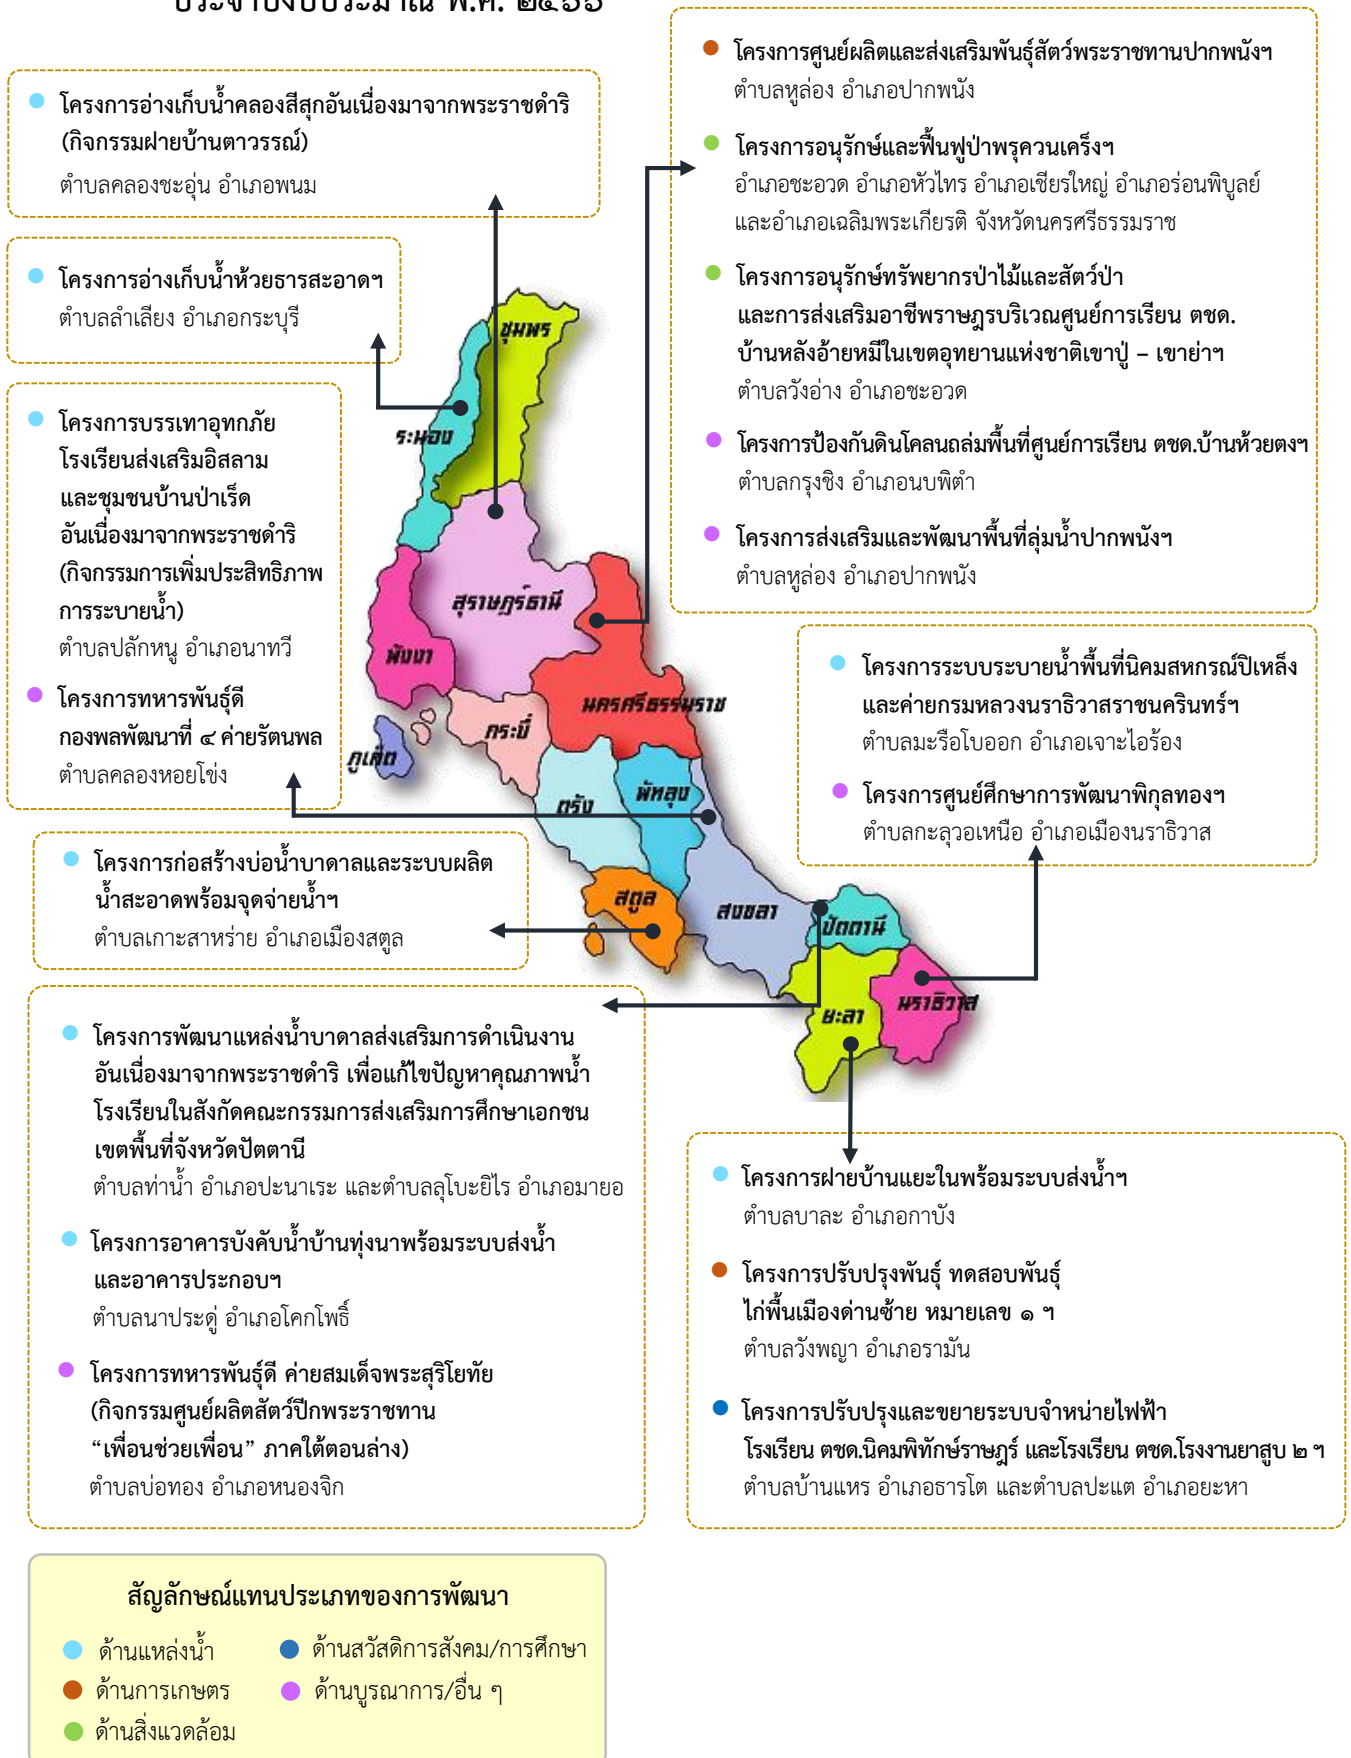 ประจำปีงบประมาณ พ.ศ. ๒๕๖๖
โครงการอ่างเก็บน้ำคลองสีสุกอันเนื่องมาจากพระราชดำริ
(กิจกรรมฝายบ้านตาวรรณ์)
ตำบลคลองชะอุ่น อำเภอพนม
โครงการอ่างเก็บน้ำห้วยธารสะอาดฯ
ตำบลลำเลียง อำเภอกระบุรี
โครงการบรรเทาอุทกภัย
โรงเรียนส่งเสริมอิสลาม
และชุมชนบ้านป่าเร็ด
อันเนื่องมาจากพระราชดำริ
(กิจกรรมการเพิ่มประสิทธิภาพ
การระบายน้ำ)
ตำบลปลักหนู อำเภอนาทวี
โครงการทหารพันธุ์ดี
กองพลพัฒนาที่ ๔ ค่ายรัตนพล
ตำบลคลองหอยโข่ง
โครงการก่อสร้างบ่อน้ำบาดาลและระบบผลิต
น้ำสะอาดพร้อมจุดจ่ายน้ำฯ
ตำบลเกาะสาหร่าย อำเภอเมืองสตูล
โครงการพัฒนาแหล่งน้ำบาดาลส่งเสริมการดำเนินงาน
อันเนื่องมาจากพระราชดำริ เพื่อแก้ไขปัญหาคุณภาพน้ำ
โรงเรียนในสังกัดคณะกรรมการส่งเสริมการศึกษาเอกชน
เขตพื้นที่จังหวัดปัตตานี
ตำบลท่าน้ำ อำเภอปะนาเระ และตำบลลุโบะยิไร อำเภอมายอ
โครงการอาคารบังคับน้ำบ้านทุ่งนาพร้อมระบบส่งน้ำ
และอาคารประกอบฯ
ตำบลนาประดู่ อำเภอโคกโพธิ์
โครงการทหารพันธุ์ดี ค่ายสมเด็จพระสุริโยทัย
(กิจกรรมศูนย์ผลิตสัตว์ปีกพระราชทาน
“เพื่อนช่วยเพื่อน” ภาคใต้ตอนล่าง)
ตำบลบ่อทอง อำเภอหนองจิก
โครงการศูนย์ผลิตและส่งเสริมพันธุ์สัตว์พระราชทานปากพนังฯ
ตำบลหูล่อง อำเภอปากพนัง
โครงการอนุรักษ์และฟื้นฟูป่าพรุควนเคร็งฯ
อำเภอชะอวด อำเภอหัวไทร อำเภอเชียรใหญ่ อำเภอร่อนพิบูลย์
และอำเภอเฉลิมพระเกียรติ จังหวัดนครศรีธรรมราช
โครงการอนุรักษ์ทรัพยากรป่าไม้และสัตว์ป่า
และการส่งเสริมอาชีพราษฎรบริเวณศูนย์การเรียน ตชด.
บ้านหลังอ้ายหมีในเขตอุทยานแห่งชาติเขาปู่ – เขาย่าฯ
ตำบลวังอ่าง อำเภอชะอวด
โครงการป้องกันดินโคลนถล่มพื้นที่ศูนย์การเรียน ตชด.บ้านห้วยตงฯ
ตำบลกรุงชิง อำเภอนบพิตำ
โครงการส่งเสริมและพัฒนาพื้นที่ลุ่มน้ำปากพนังฯ
ตำบลหูล่อง อำเภอปากพนัง
โครงการระบบระบายน้ำพื้นที่นิคมสหกรณ์ปิเหล็ง
และค่ายกรมหลวงนราธิวาสราชนครินทร์ฯ
ตำบลมะรือโบออก อำเภอเจาะไอร้อง
โครงการศูนย์ศึกษาการพัฒนาพิกุลทองฯ
ตำบลกะลุวอเหนือ อำเภอเมืองนราธิวาส
โครงการฝายบ้านแยะในพร้อมระบบส่งน้ำฯ
ตำบลบาละ อำเภอกาบัง
โครงการปรับปรุงพันธุ์ ทดสอบพันธุ์
ไก่พื้นเมืองด่านซ้าย หมายเลข ๑ ฯ
ตำบลวังพญา อำเภอรามัน
โครงการปรับปรุงและขยายระบบจำหน่ายไฟฟ้า
โรงเรียน ตชด.นิคมพิทักษ์ราษฎร์ และโรงเรียน ตชด.โรงงานยาสูบ ๒ ฯ
ตำบลบ้านแหร อำเภอธารโต และตำบลปะแต อำเภอยะหา
ชุมพร
ระนอง
สุราษฎร์ธานี
พังงา
นครศรีธรรมราช
กระบี่
ภูเก็ต
ตรัง
พัทลุง
สตูล
สงขลา
ปัตตานี
ยะลา
นราธิวาส
สัญลักษณ์แทนประเภทของการพัฒนา
ด้านแหล่งน้ำ
ด้านสวัสดิการสังคม/การศึกษา
ด้านการเกษตร
ด้านบูรณาการ/อื่น ๆ
ด้านสิ่งแวดล้อม